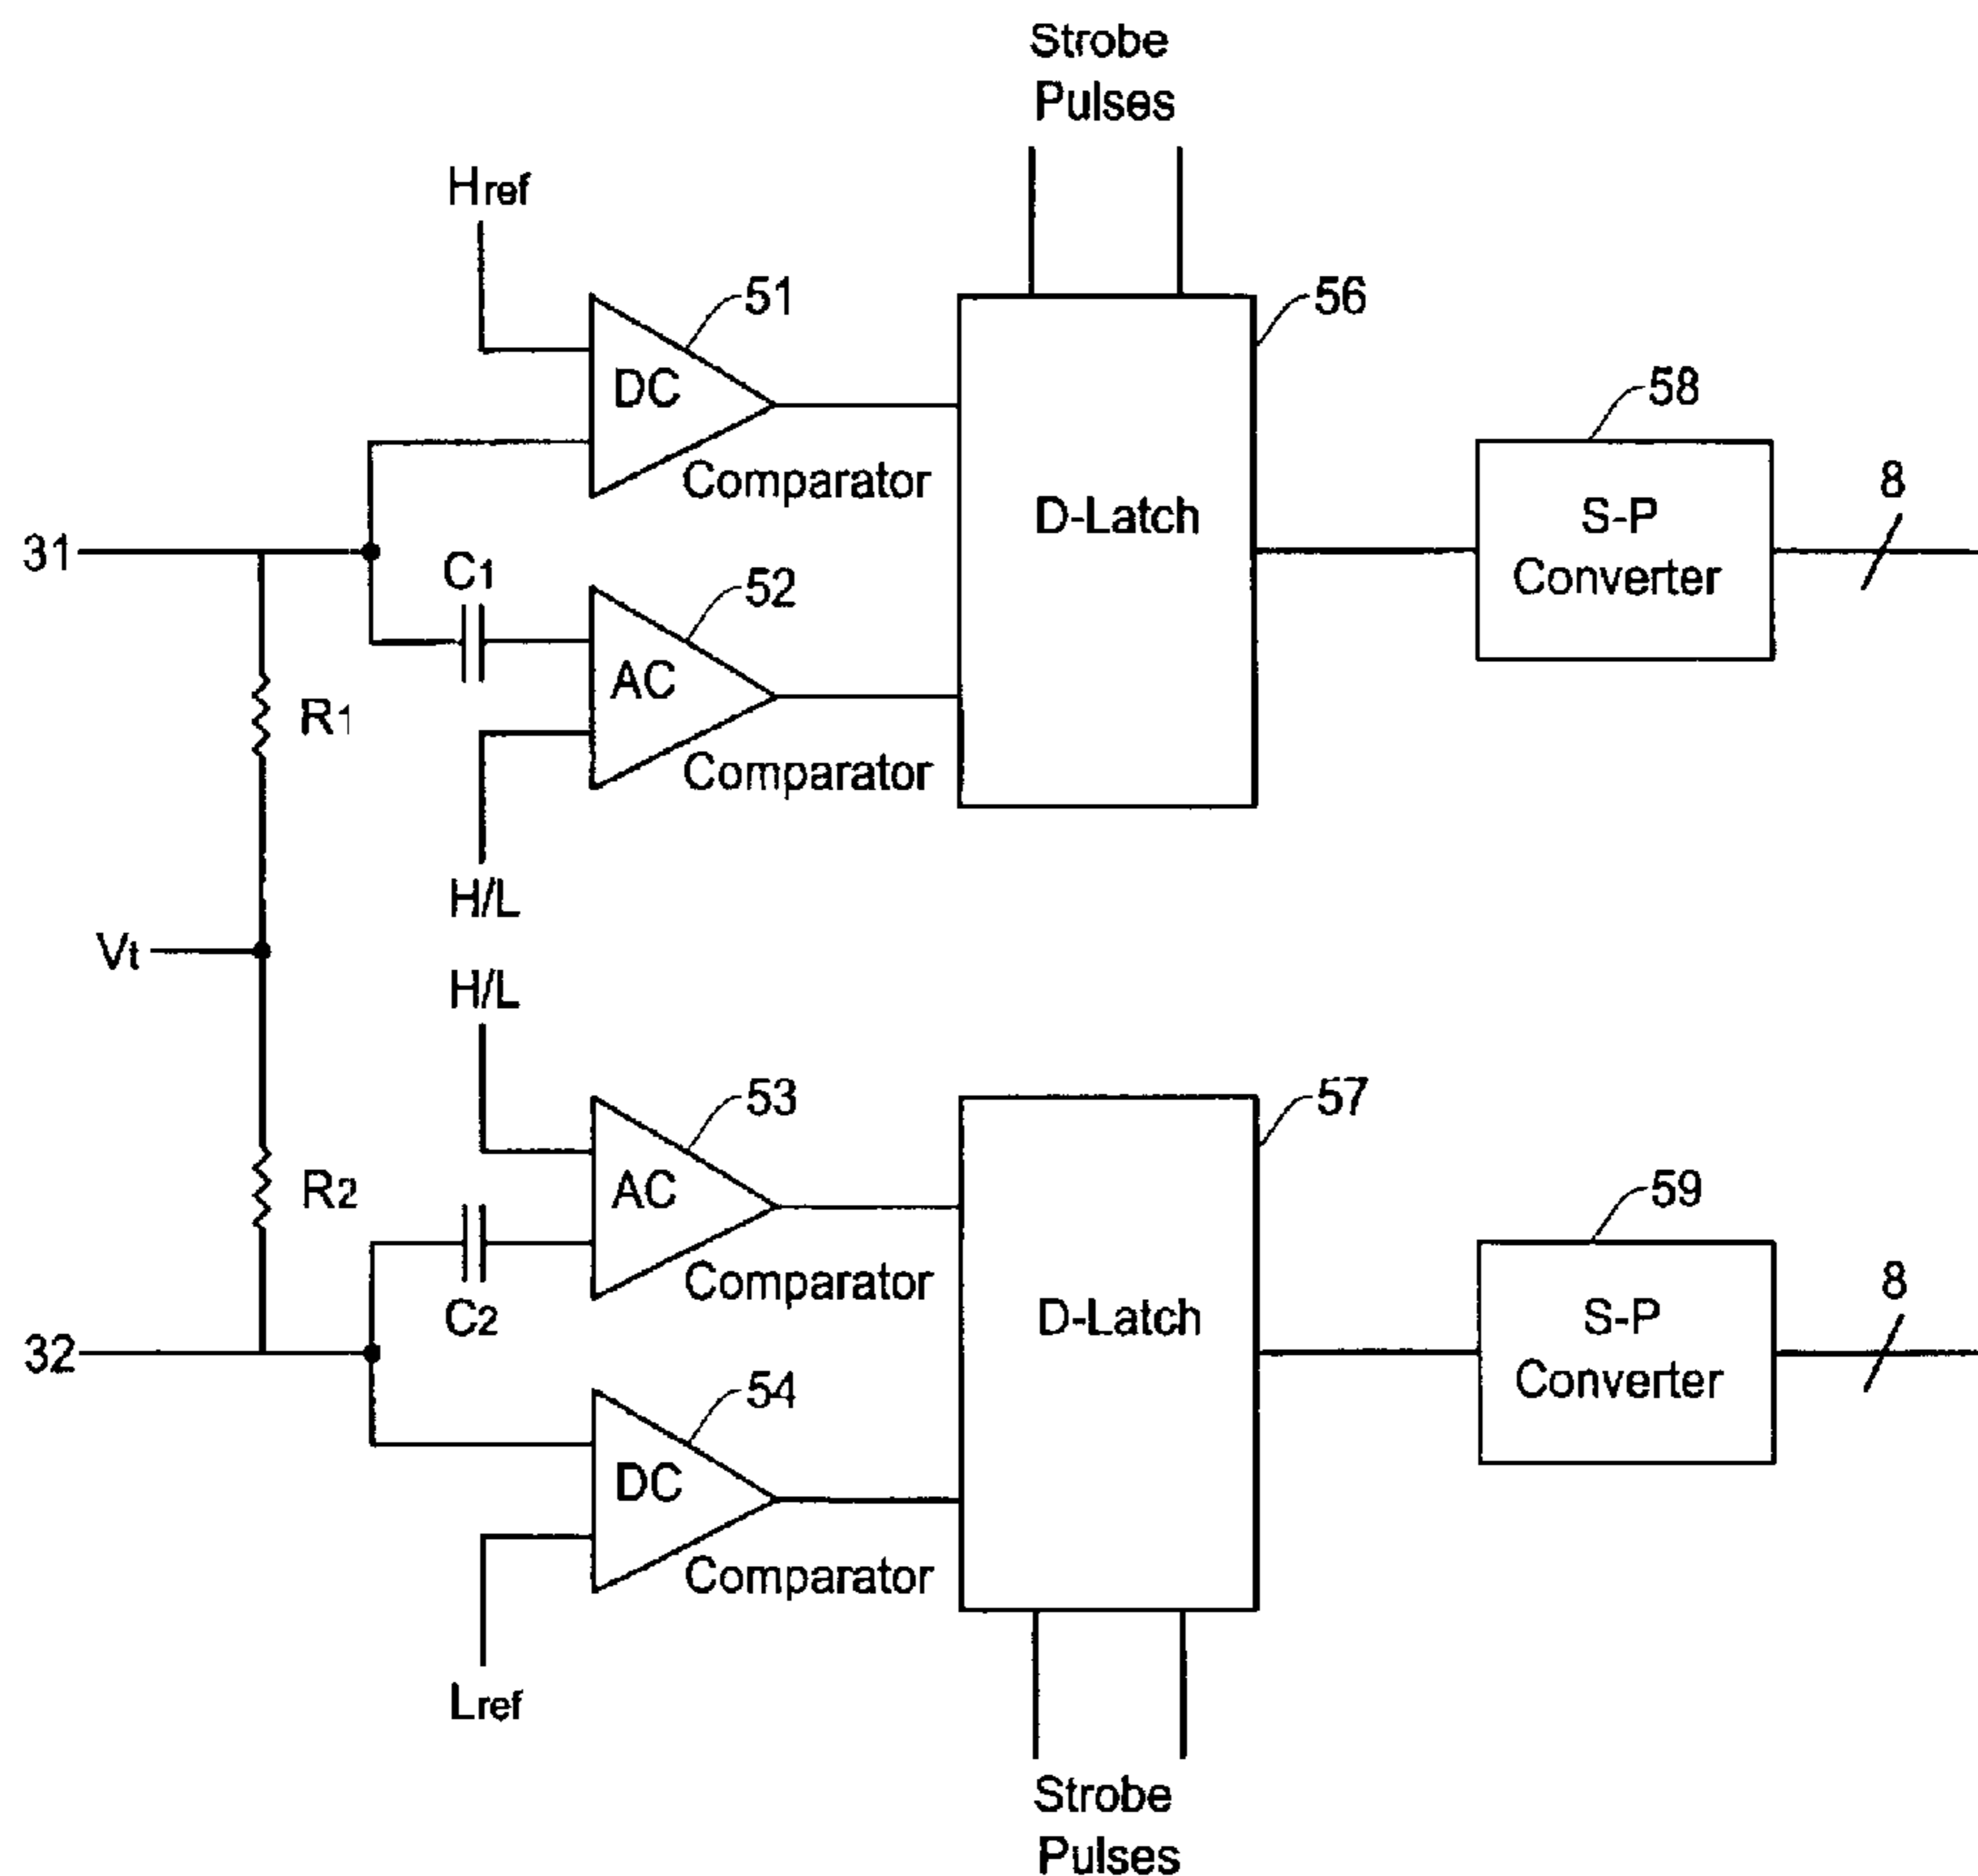 Strobe
Pulses
Href
51
56
DC
58
Comparator
8
D-Latch
S-P
31
C1
52
Converter
AC
R1
Comparator
H/L
Vt
H/L
53
57
AC
R2
59
Comparator
8
C2
D-Latch
S-P
32
54
Converter
DC
Comparator
Lref
Strobe
Pulses